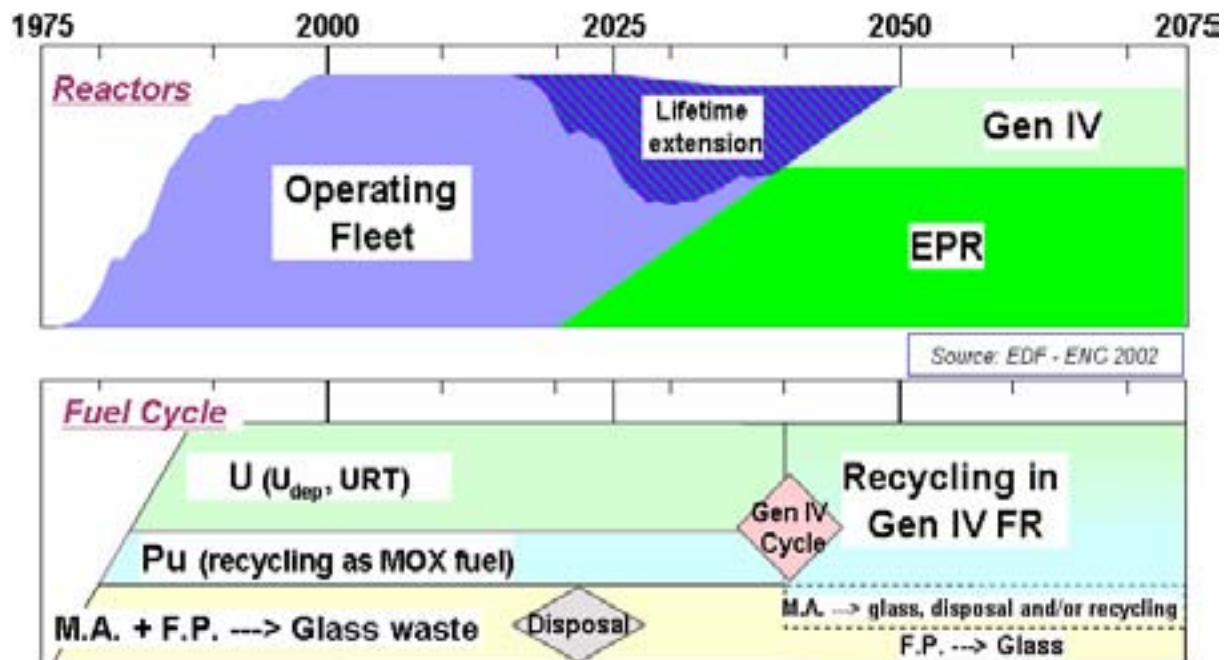 1975 2000 2025 2050 2075
Reactors
Lifetime
extension
Gen IV
Operating
Fleet
EPR
Source: EDF - ENC 2002
Fuel Cycle
U (Udep, URT)
Recycling in
Gen IV FR
Gen IV
Cycle
Pu (recycling as MOX fuel)
M.A. ---> glass, disposal and/or recycling
M.A. + F.P. ---> Glass waste
Disposal
F.P. ---> Glass